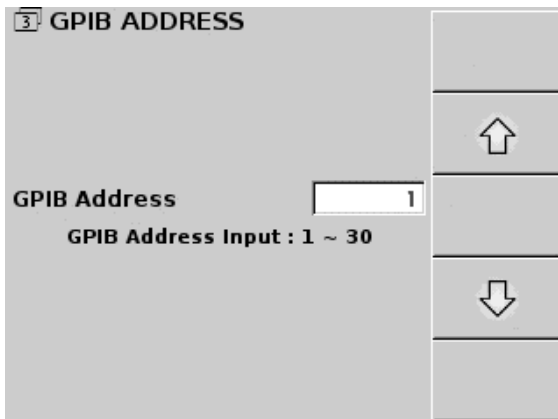 3 GPIB ADDRESS
GPIB Address 1
GPIB Address Input : 1 ~ 30